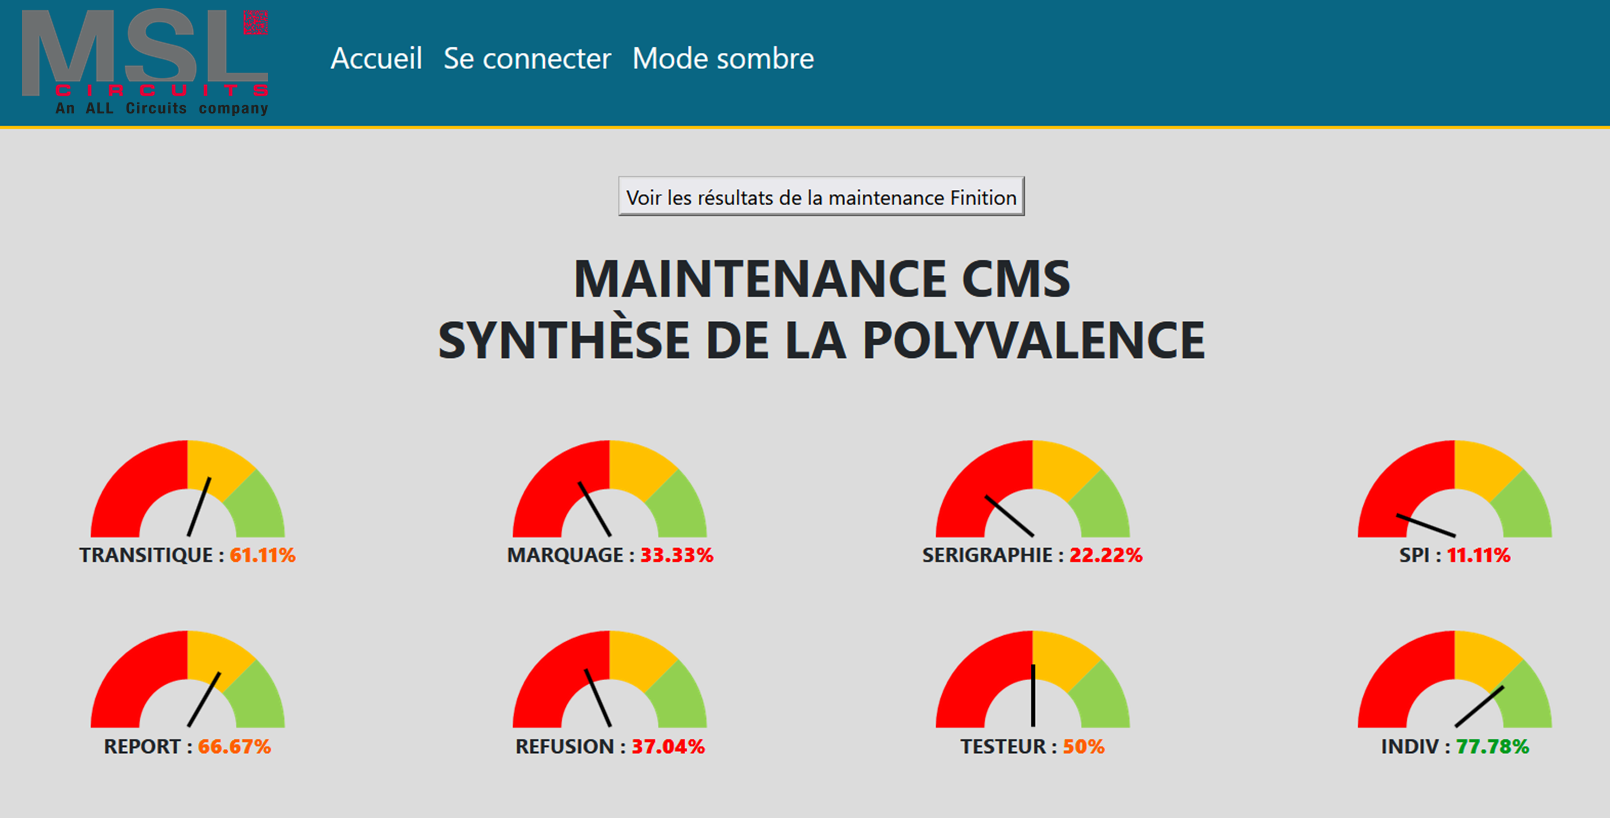 MSL
CIRCUITS
An ALL Circuits company
Accueil Se connecter Mode sombre
Voir les résultats de la maintenance Finition
MAINTENANCE CMS
SYNTHÈSE DE LA POLYVALENCE
TRANSITIQUE : 61.11%
MARQUAGE : 33.33%
SERIGRAPHIE : 22.22%
SPI : 11.11%
REPORT : 66.67%
REFUSION : 37.04%
TESTEUR : 50%
INDIV : 77.78%